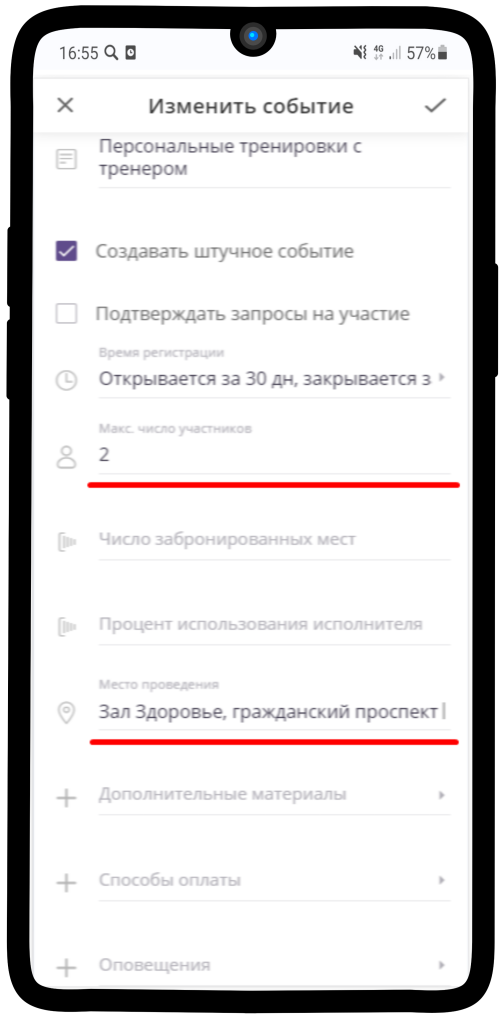 16:55 4G 57%
Изменить событие
Персональные тренировки с
тренером
Создавать штучное событие
Подтверждать запросы на участие
Время регистрации
Открывается за 30 дн, закрывается з
Макс. число участников
2
Число забронированных мест
Процент использования исполнителя
Место проведения
Зал Здоровье, гражданский проспект
Дополнительные материалы
Способы оплаты
Оповещения